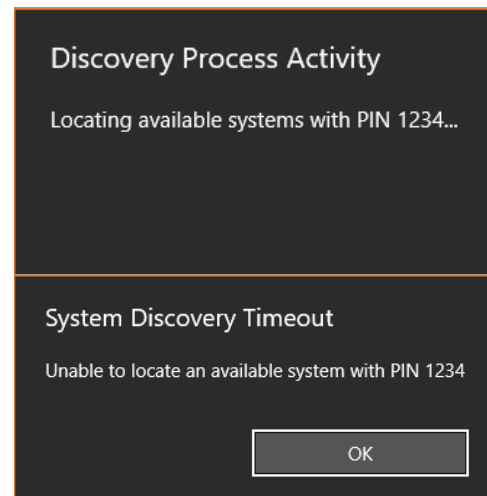 Discovery Process Activity
Locating available systems with PIN 1234...
System Discovery Timeout
Unable to locate an available system with PIN 1234
OK